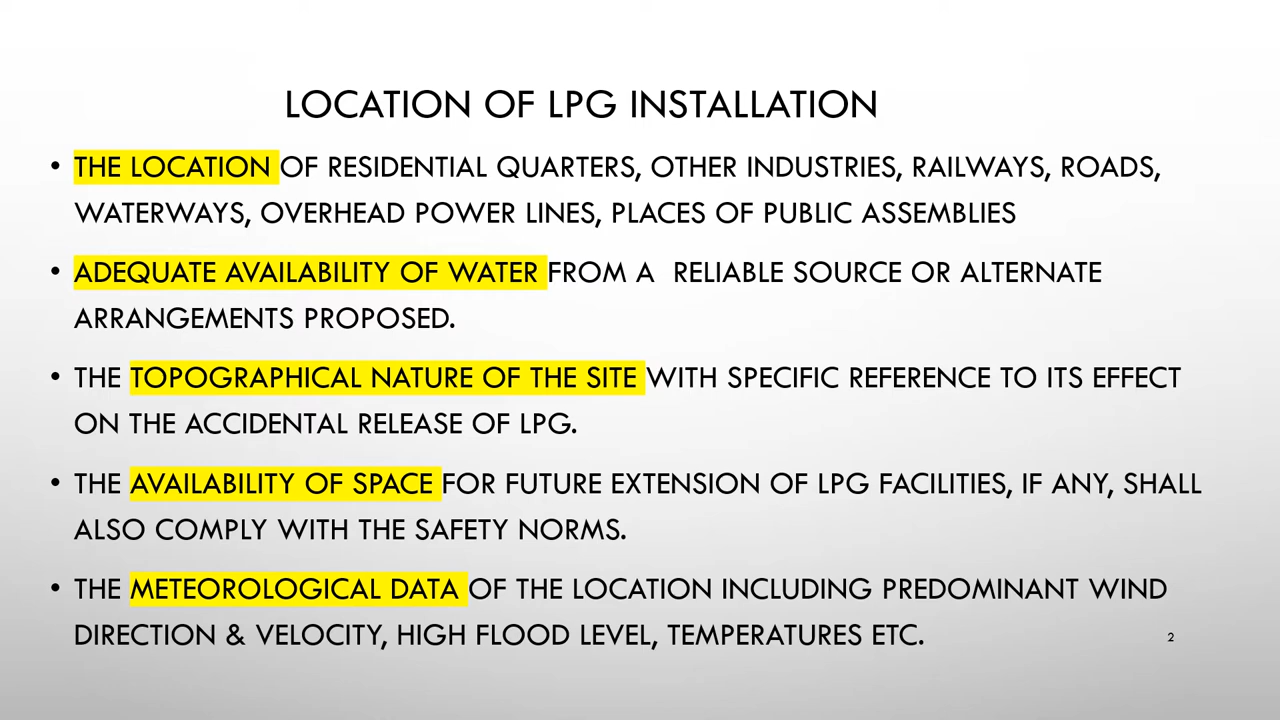 LOCATION OF LPG INSTALLATION
• THE LOCATION OF RESIDENTIAL QUARTERS, OTHER INDUSTRIES, RAILWAYS, ROADS,
WATERWAYS, OVERHEAD POWER LINES, PLACES OF PUBLIC ASSEMBLIES
• ADEQUATE AVAILABILITY OF WATER FROM A RELIABLE SOURCE OR ALTERNATE
ARRANGEMENTS PROPOSED.
• THE TOPOGRAPHICAL NATURE OF THE SITE WITH SPECIFIC REFERENCE TO ITS EFFECT
ON THE ACCIDENTAL RELEASE OF LPG.
• THE AVAILABILITY OF SPACE FOR FUTURE EXTENSION OF LPG FACILITIES, IF ANY, SHALL
ALSO COMPLY WITH THE SAFETY NORMS.
• THE METEOROLOGICAL DATA OF THE LOCATION INCLUDING PREDOMINANT WIND
DIRECTION & VELOCITY, HIGH FLOOD LEVEL, TEMPERATURES ETC.
2